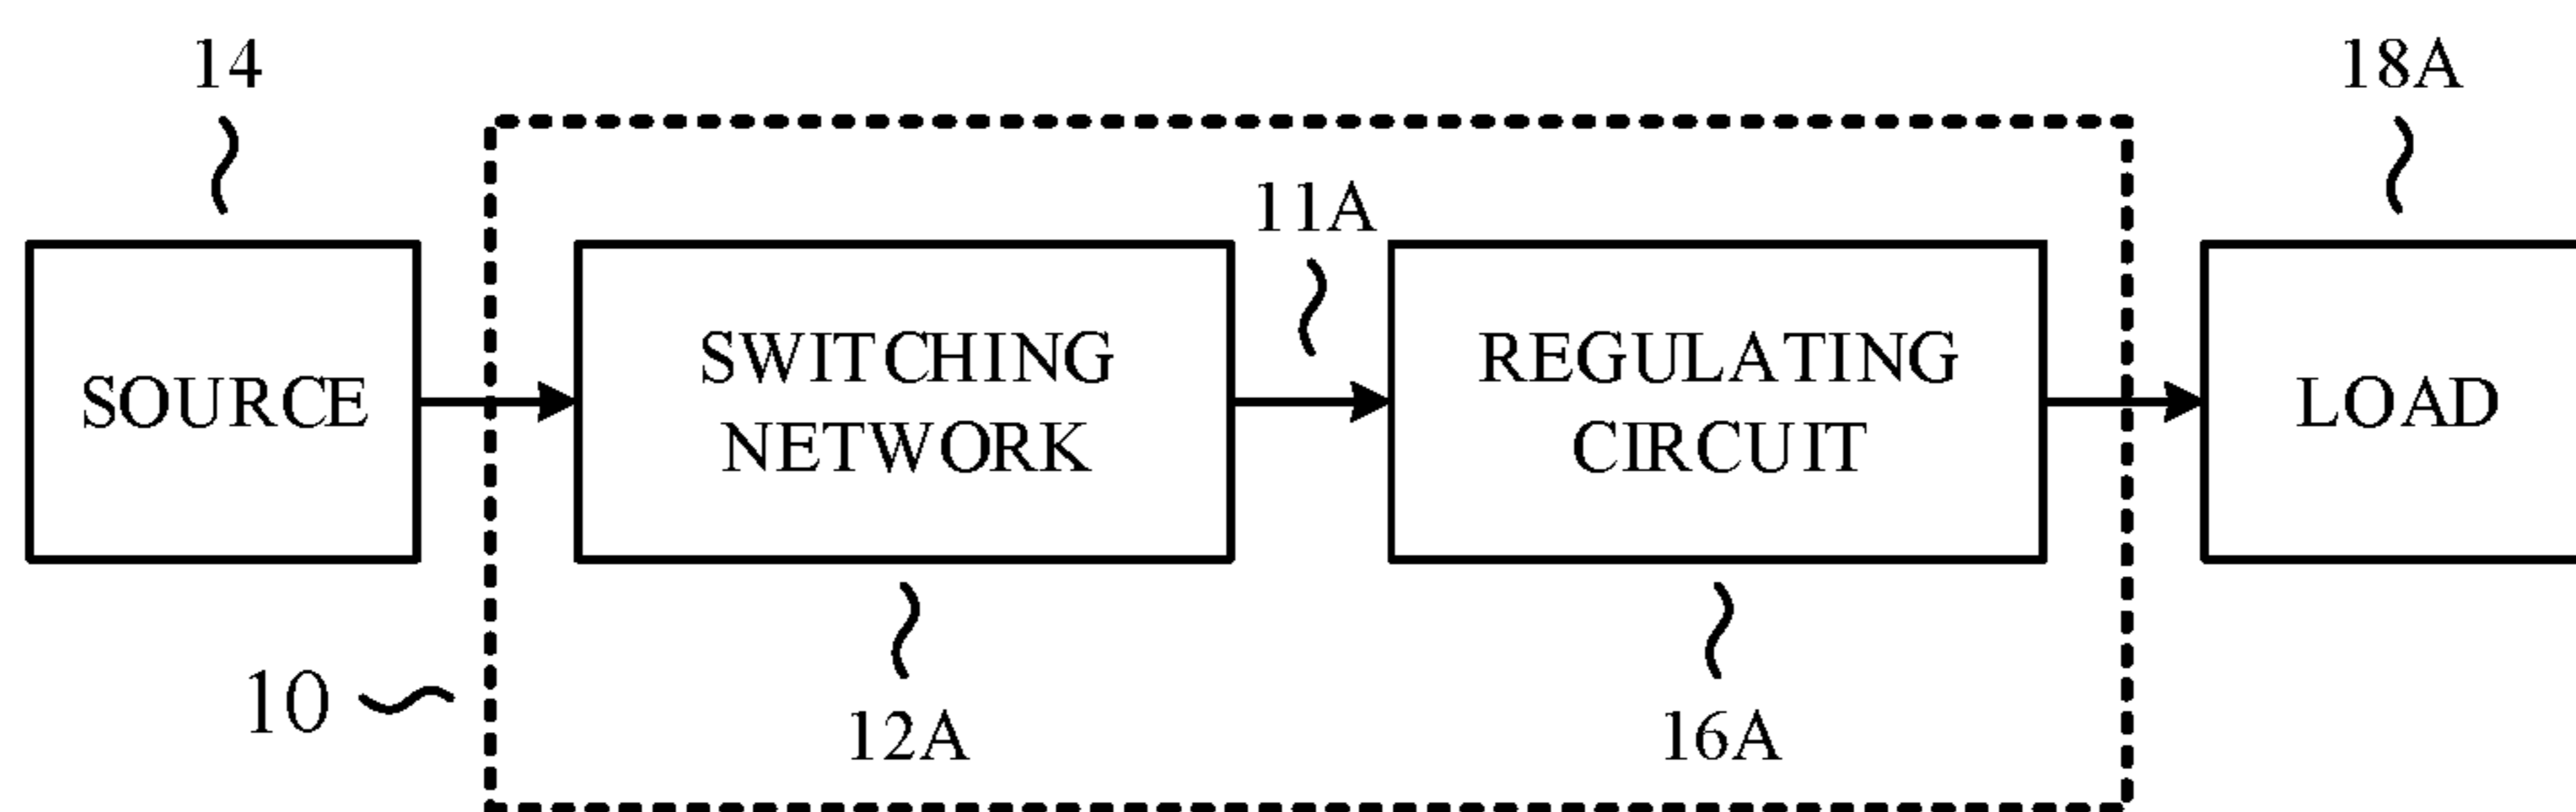 14
18A
11A
SOURCE
SWITCHING
NETWORK
REGULATING
CIRCUIT
LOAD
10
12A
16A